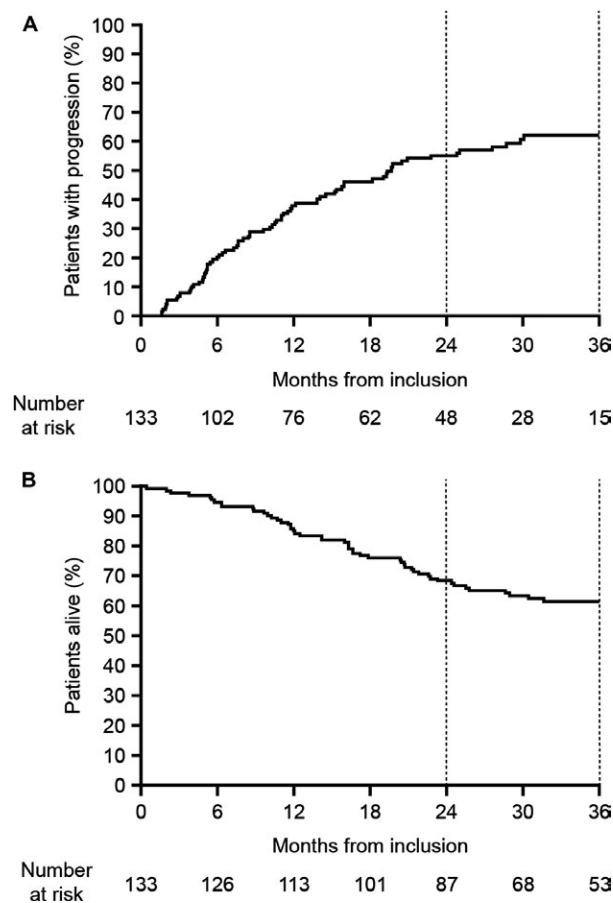 A
Patients with progression (%)
100
90
80
70
60
50
40
30
20
10
0
0 6 12 18 24 30 36
Months from inclusion
Number
at risk
133 102 76 62 48 28 15
B
Patients alive (%)
100
90
80
70
60
50
40
30
20
10
0
0 6 12 18 24 30 36
Months from inclusion
Number
at risk
133 126 113 101 87 68 53